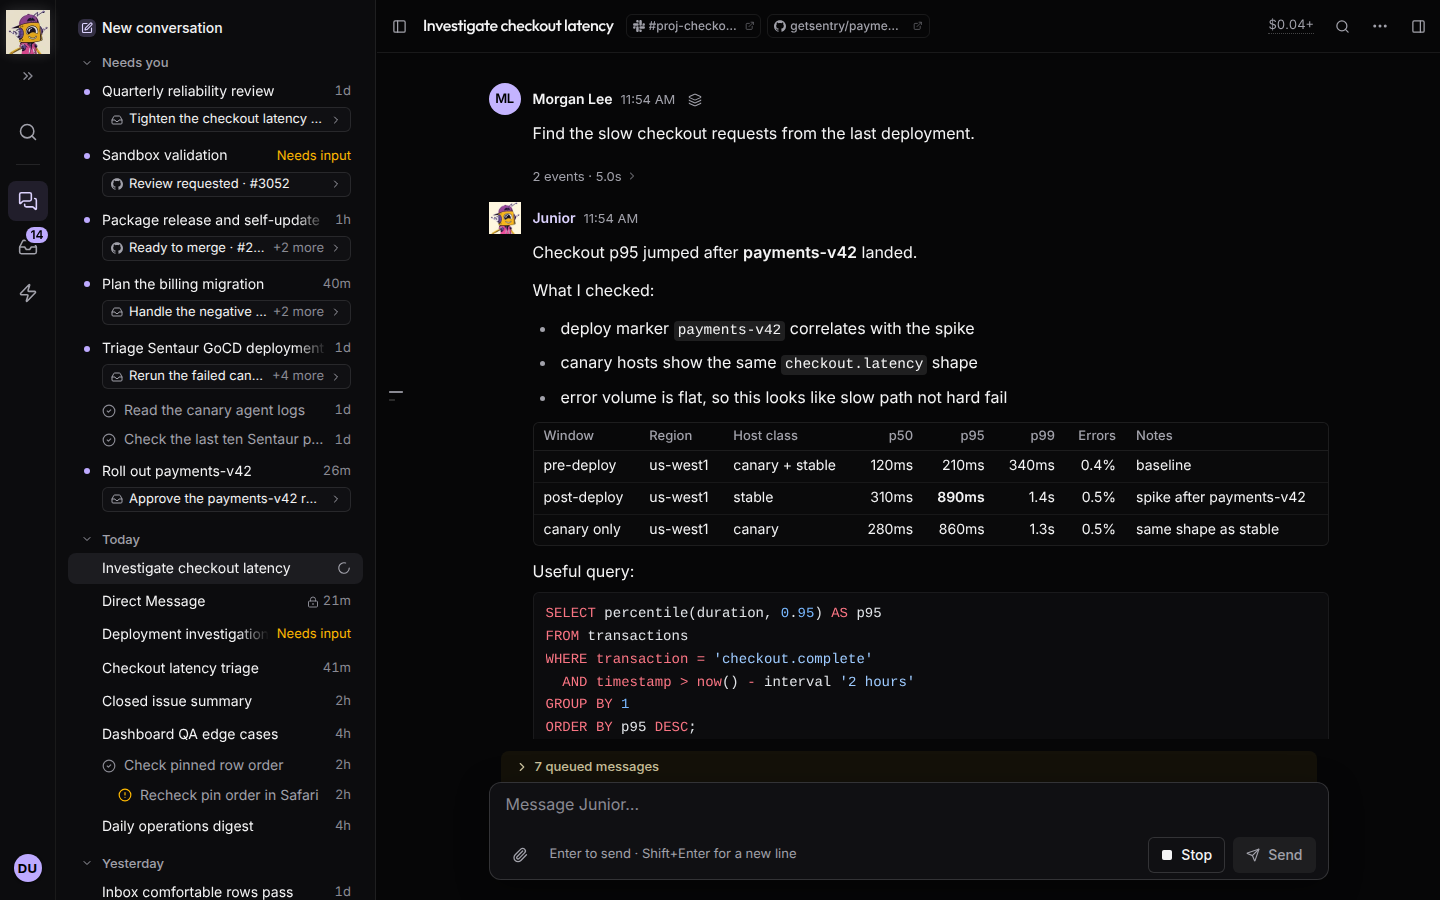 New conversation
Needs you
Quarterly reliability review 1d
Tighten the checkout latency ...
Sandbox validation Needs input
Review requested · #3052
Package release and self-update 1h
Ready to merge · #2... +2 more
Plan the billing migration 40m
Handle the negative ... +2 more
Triage Sentaur GoCD deployment 1d
Rerun the failed can... +4 more
Read the canary agent logs 1d
Check the last ten Sentaur p... 1d
Roll out payments-v42 26m
Approve the payments-v42 r...
Today
Investigate checkout latency
Direct Message 21m
Deployment investigation Needs input
Checkout latency triage 41m
Closed issue summary 2h
Dashboard QA edge cases 4h
Check pinned row order 2h
Recheck pin order in Safari 2h
Daily operations digest 4h
Yesterday
Inbox comfortable rows pass 1d
14
DU
Investigate checkout latency #proj-checko... getsentry/payme... $0.04+
ML Morgan Lee 11:54 AM
Find the slow checkout requests from the last deployment.
2 events · 5.0s
Junior 11:54 AM
Checkout p95 jumped after payments-v42 landed.
What I checked:
• deploy marker payments-v42 correlates with the spike
• canary hosts show the same checkout.latency shape
• error volume is flat, so this looks like slow path not hard fail
Window Region Host class p50 p95 p99 Errors Notes
pre-deploy us-west1 canary + stable 120ms 210ms 340ms 0.4% baseline
post-deploy us-west1 stable 310ms 890ms 1.4s 0.5% spike after payments-v42
canary only us-west1 canary 280ms 860ms 1.3s 0.5% same shape as stable
Useful query:
SELECT percentile(duration, 0.95) AS p95
FROM transactions
WHERE transaction = 'checkout.complete'
  AND timestamp > now() - interval '2 hours'
GROUP BY 1
ORDER BY p95 DESC;
7 queued messages
Message Junior...
Enter to send · Shift+Enter for a new line
Stop Send